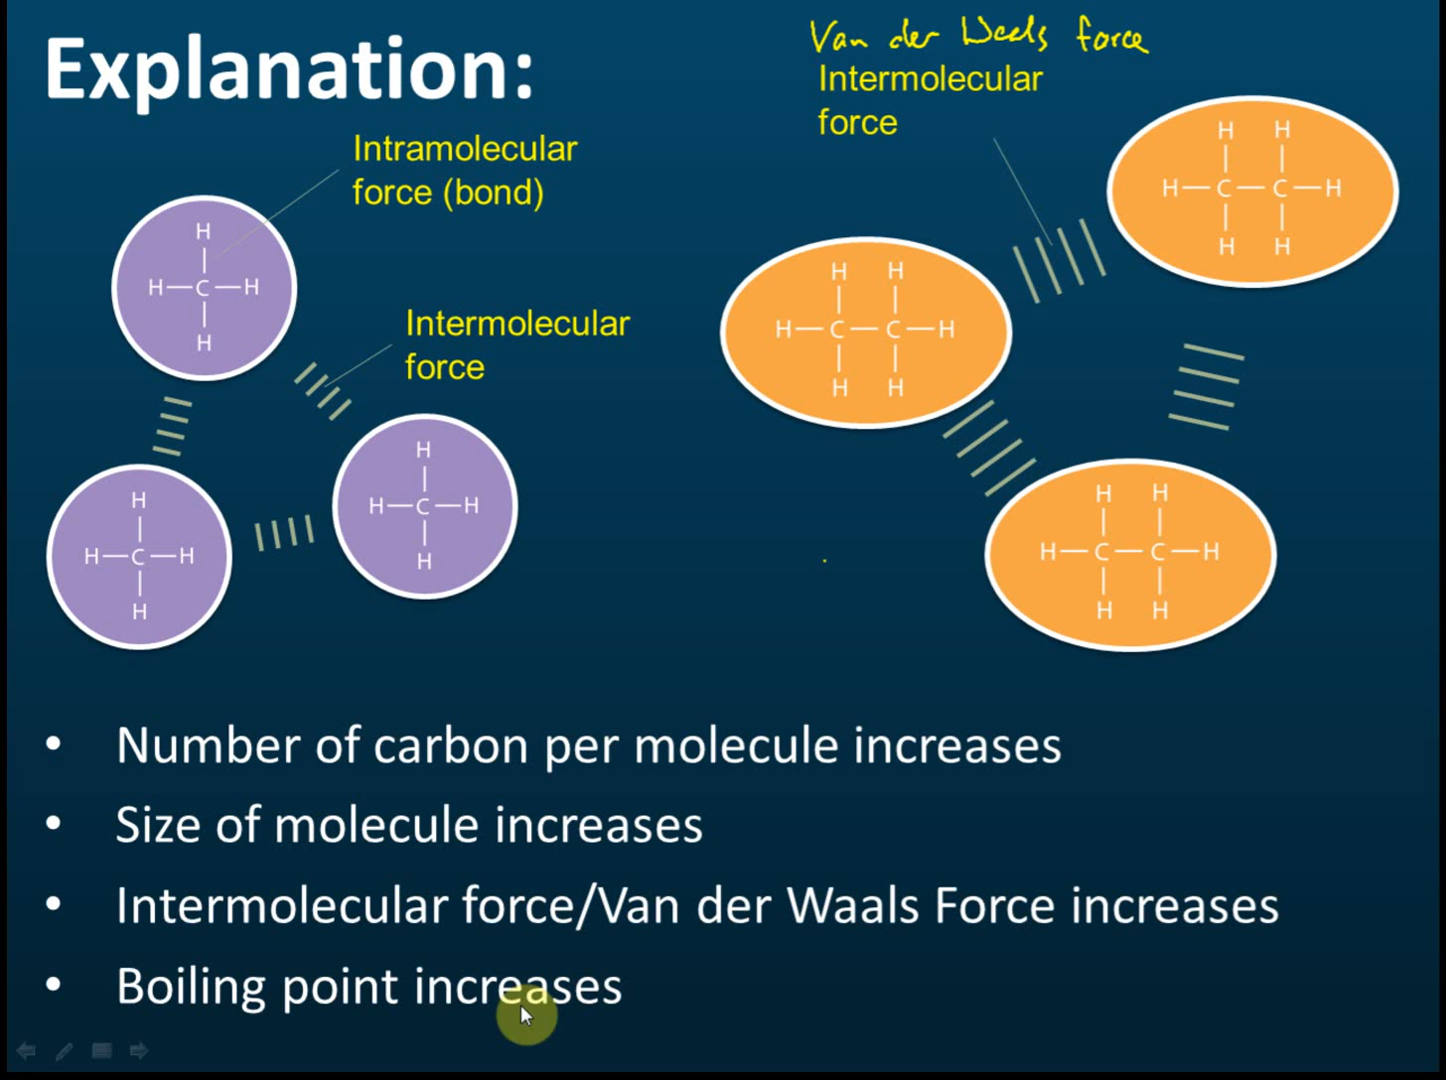 Explanation:
Van der Waals force
Intramolecular
force (bond)
Intermolecular
force
Intermolecular
force
H
H—C—H
H
H
H—C—H
H
H
H—C—H
H
H H
H—C—C—H
H H
H H
H—C—C—H
H H
H H
H—C—C—H
H H
• Number of carbon per molecule increases
• Size of molecule increases
• Intermolecular force/Van der Waals Force increases
• Boiling point increases